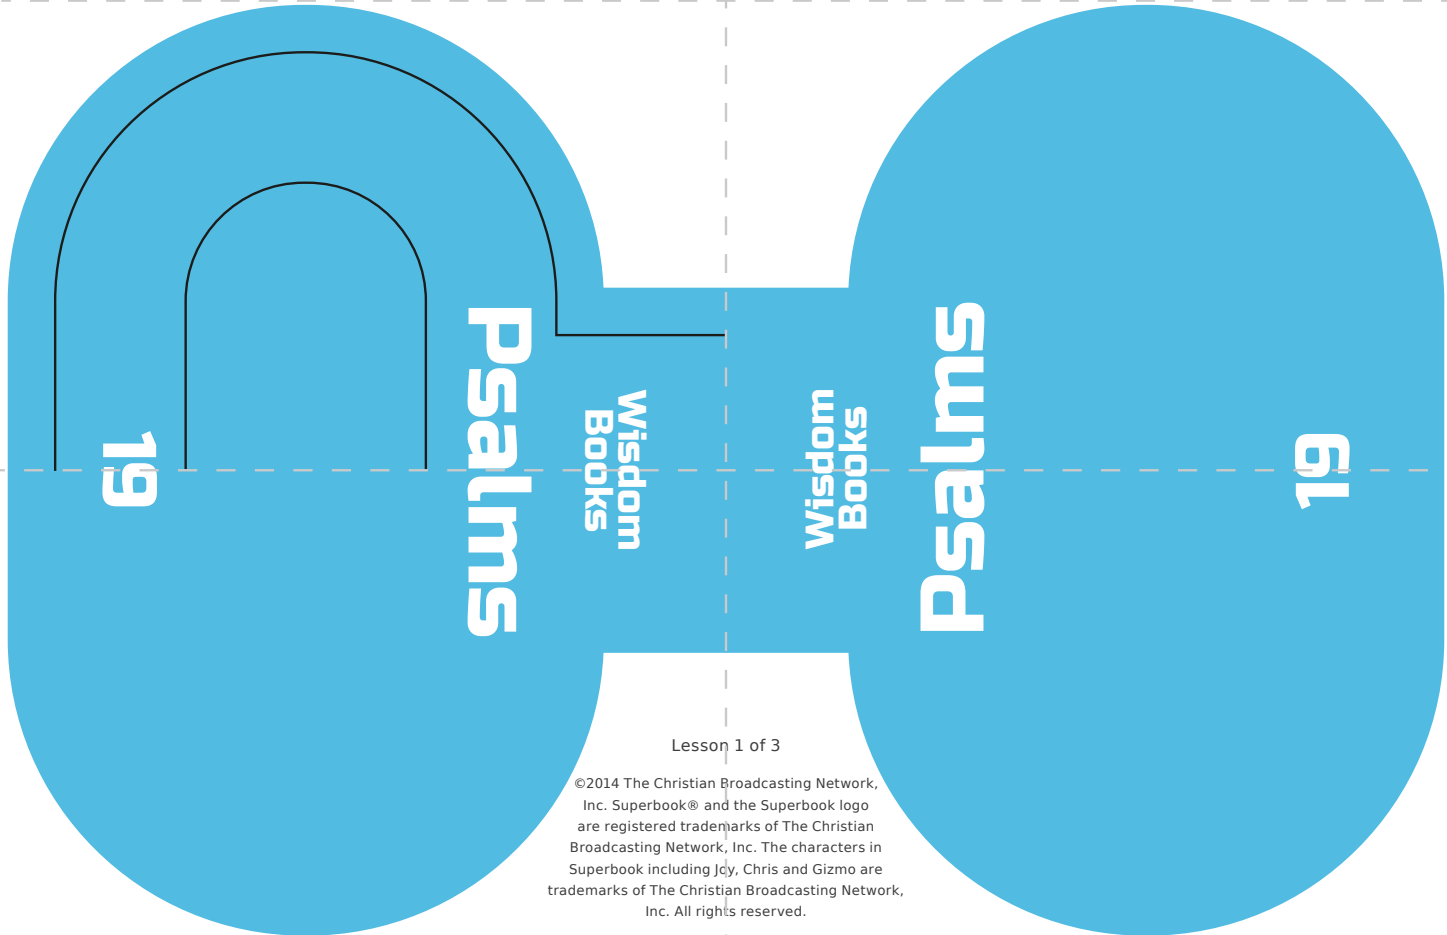 19
Psalms
Wisdom
Books
Wisdom
Books
Psalms
19
Lesson 1 of 3
©2014 The Christian Broadcasting Network,
Inc. Superbook® and the Superbook logo
are registered trademarks of The Christian
Broadcasting Network, Inc. The characters in
Superbook including Joy, Chris and Gizmo are
trademarks of The Christian Broadcasting Network,
Inc. All rights reserved.